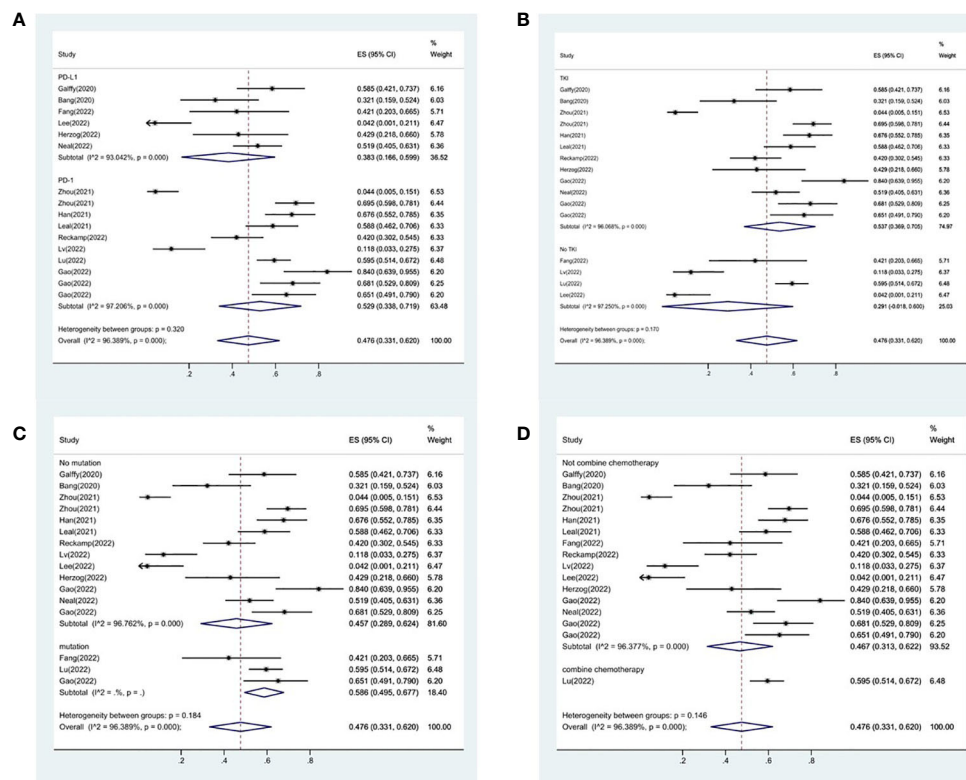 A
%
Study ES (95% CI) Weight
PD-L1
Galffy(2020) 0.585 (0.421, 0.737) 6.16
Bang(2020) 0.321 (0.159, 0.524) 6.03
Fang(2022) 0.421 (0.203, 0.665) 5.71
Lee(2022) 0.042 (0.001, 0.211) 6.47
Herzog(2022) 0.429 (0.218, 0.660) 5.78
Neal(2022) 0.519 (0.405, 0.631) 6.36
Subtotal (I^2 = 93.042%, p = 0.000) 0.383 (0.166, 0.599) 36.52
PD-1
Zhou(2021) 0.044 (0.005, 0.151) 6.53
Zhou(2021) 0.695 (0.598, 0.781) 6.44
Han(2021) 0.676 (0.552, 0.785) 6.35
Leal(2021) 0.588 (0.462, 0.706) 6.33
Reckamp(2022) 0.420 (0.302, 0.545) 6.33
Lv(2022) 0.118 (0.033, 0.275) 6.37
Lu(2022) 0.595 (0.514, 0.672) 6.48
Gao(2022) 0.840 (0.639, 0.955) 6.20
Gao(2022) 0.681 (0.529, 0.809) 6.25
Gao(2022) 0.651 (0.491, 0.790) 6.20
Subtotal (I^2 = 97.206%, p = 0.000) 0.529 (0.338, 0.719) 63.48
Heterogeneity between groups: p = 0.320
Overall (I^2 = 96.389%, p = 0.000); 0.476 (0.331, 0.620) 100.00
.2 .4 .6 .8
B
%
Study ES (95% CI) Weight
TKI
Galffy(2020) 0.585 (0.421, 0.737) 6.16
Bang(2020) 0.321 (0.159, 0.524) 6.03
Zhou(2021) 0.044 (0.005, 0.151) 6.53
Zhou(2021) 0.695 (0.598, 0.781) 6.44
Han(2021) 0.676 (0.552, 0.785) 6.35
Leal(2021) 0.588 (0.462, 0.706) 6.33
Reckamp(2022) 0.420 (0.302, 0.545) 6.33
Herzog(2022) 0.429 (0.218, 0.660) 5.78
Gao(2022) 0.840 (0.639, 0.955) 6.20
Neal(2022) 0.519 (0.405, 0.631) 6.36
Gao(2022) 0.681 (0.529, 0.809) 6.25
Gao(2022) 0.651 (0.491, 0.790) 6.20
Subtotal (I^2 = 96.068%, p = 0.000) 0.537 (0.369, 0.705) 74.97
No TKI
Fang(2022) 0.421 (0.203, 0.665) 5.71
Lv(2022) 0.118 (0.033, 0.275) 6.37
Lu(2022) 0.595 (0.514, 0.672) 6.48
Lee(2022) 0.042 (0.001, 0.211) 6.47
Subtotal (I^2 = 97.250%, p = 0.000) 0.291 (-0.018, 0.600) 25.03
Heterogeneity between groups: p = 0.170
Overall (I^2 = 96.389%, p = 0.000); 0.476 (0.331, 0.620) 100.00
.2 .4 .6 .8
C
%
Study ES (95% CI) Weight
No mutation
Galffy(2020) 0.585 (0.421, 0.737) 6.16
Bang(2020) 0.321 (0.159, 0.524) 6.03
Zhou(2021) 0.044 (0.005, 0.151) 6.53
Zhou(2021) 0.695 (0.598, 0.781) 6.44
Han(2021) 0.676 (0.552, 0.785) 6.35
Leal(2021) 0.588 (0.462, 0.706) 6.33
Reckamp(2022) 0.420 (0.302, 0.545) 6.33
Lv(2022) 0.118 (0.033, 0.275) 6.37
Lee(2022) 0.042 (0.001, 0.211) 6.47
Herzog(2022) 0.429 (0.218, 0.660) 5.78
Gao(2022) 0.840 (0.639, 0.955) 6.20
Neal(2022) 0.519 (0.405, 0.631) 6.36
Gao(2022) 0.681 (0.529, 0.809) 6.25
Subtotal (I^2 = 96.762%, p = 0.000) 0.457 (0.289, 0.624) 81.60
mutation
Fang(2022) 0.421 (0.203, 0.665) 5.71
Lu(2022) 0.595 (0.514, 0.672) 6.48
Gao(2022) 0.651 (0.491, 0.790) 6.20
Subtotal (I^2 = .%, p = .) 0.586 (0.495, 0.677) 18.40
Heterogeneity between groups: p = 0.184
Overall (I^2 = 96.389%, p = 0.000); 0.476 (0.331, 0.620) 100.00
.2 .4 .6 .8
D
%
Study ES (95% CI) Weight
Not combine chemotherapy
Galffy(2020) 0.585 (0.421, 0.737) 6.16
Bang(2020) 0.321 (0.159, 0.524) 6.03
Zhou(2021) 0.044 (0.005, 0.151) 6.53
Zhou(2021) 0.695 (0.598, 0.781) 6.44
Han(2021) 0.676 (0.552, 0.785) 6.35
Leal(2021) 0.588 (0.462, 0.706) 6.33
Fang(2022) 0.421 (0.203, 0.665) 5.71
Reckamp(2022) 0.420 (0.302, 0.545) 6.33
Lv(2022) 0.118 (0.033, 0.275) 6.37
Lee(2022) 0.042 (0.001, 0.211) 6.47
Herzog(2022) 0.429 (0.218, 0.660) 5.78
Gao(2022) 0.840 (0.639, 0.955) 6.20
Neal(2022) 0.519 (0.405, 0.631) 6.36
Gao(2022) 0.681 (0.529, 0.809) 6.25
Gao(2022) 0.651 (0.491, 0.790) 6.20
Subtotal (I^2 = 96.377%, p = 0.000) 0.467 (0.313, 0.622) 93.52
combine chemotherapy
Lu(2022) 0.595 (0.514, 0.672) 6.48
Heterogeneity between groups: p = 0.146
Overall (I^2 = 96.389%, p = 0.000); 0.476 (0.331, 0.620) 100.00
.2 .4 .6 .8